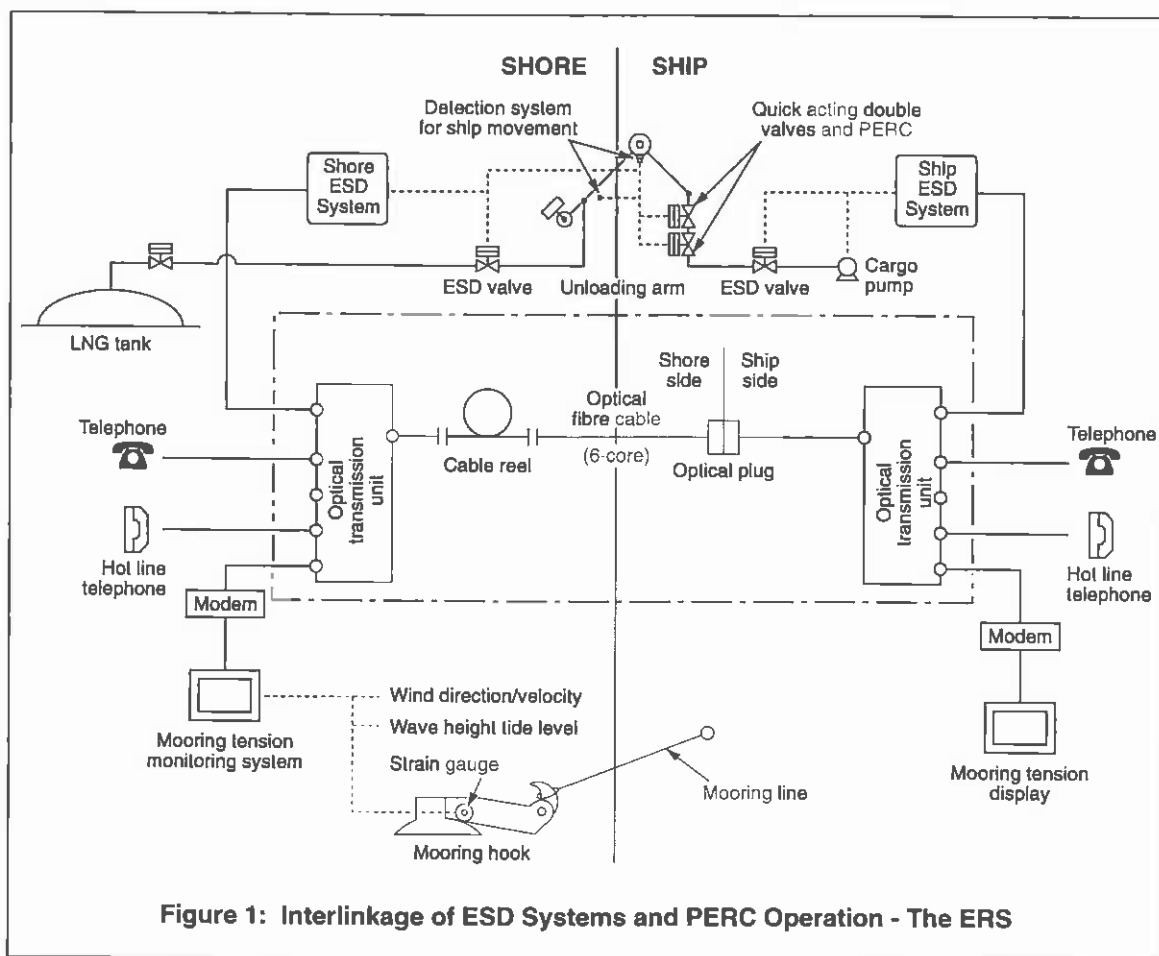 SHORE
SHIP
Detection system
for ship movement
Quick acting double
valves and PERC
Shore
ESD
System
Ship
ESD
System
ESD valve
Unloading arm
ESD valve
Cargo
pump
LNG tank
Shore
side
Ship
side
Optical
fibre cable
(6-core)
Telephone
Optical
transmission
unit
Cable reel
Optical plug
Optical
transmission
unit
Telephone
Hot line
telephone
Hot line
telephone
Modem
Modem
Wind direction/velocity
Wave height tide level
Strain gauge
Mooring tension
monitoring system
Mooring line
Mooring tension
display
Mooring hook
Figure 1: Interlinkage of ESD Systems and PERC Operation - The ERS